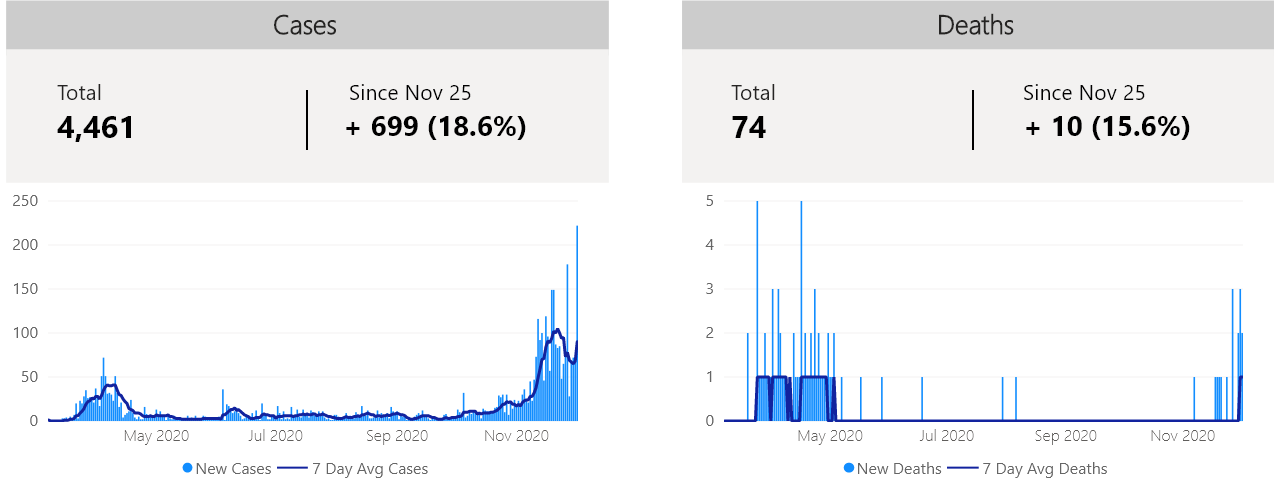 Cases
Total
4,461
Since Nov 25
+ 699 (18.6%)
250
200
150
100
50
0
May 2020 Jul 2020 Sep 2020 Nov 2020
New Cases 7 Day Avg Cases
Deaths
Total
74
Since Nov 25
+ 10 (15.6%)
5
4
3
2
1
0
May 2020 Jul 2020 Sep 2020 Nov 2020
New Deaths 7 Day Avg Deaths